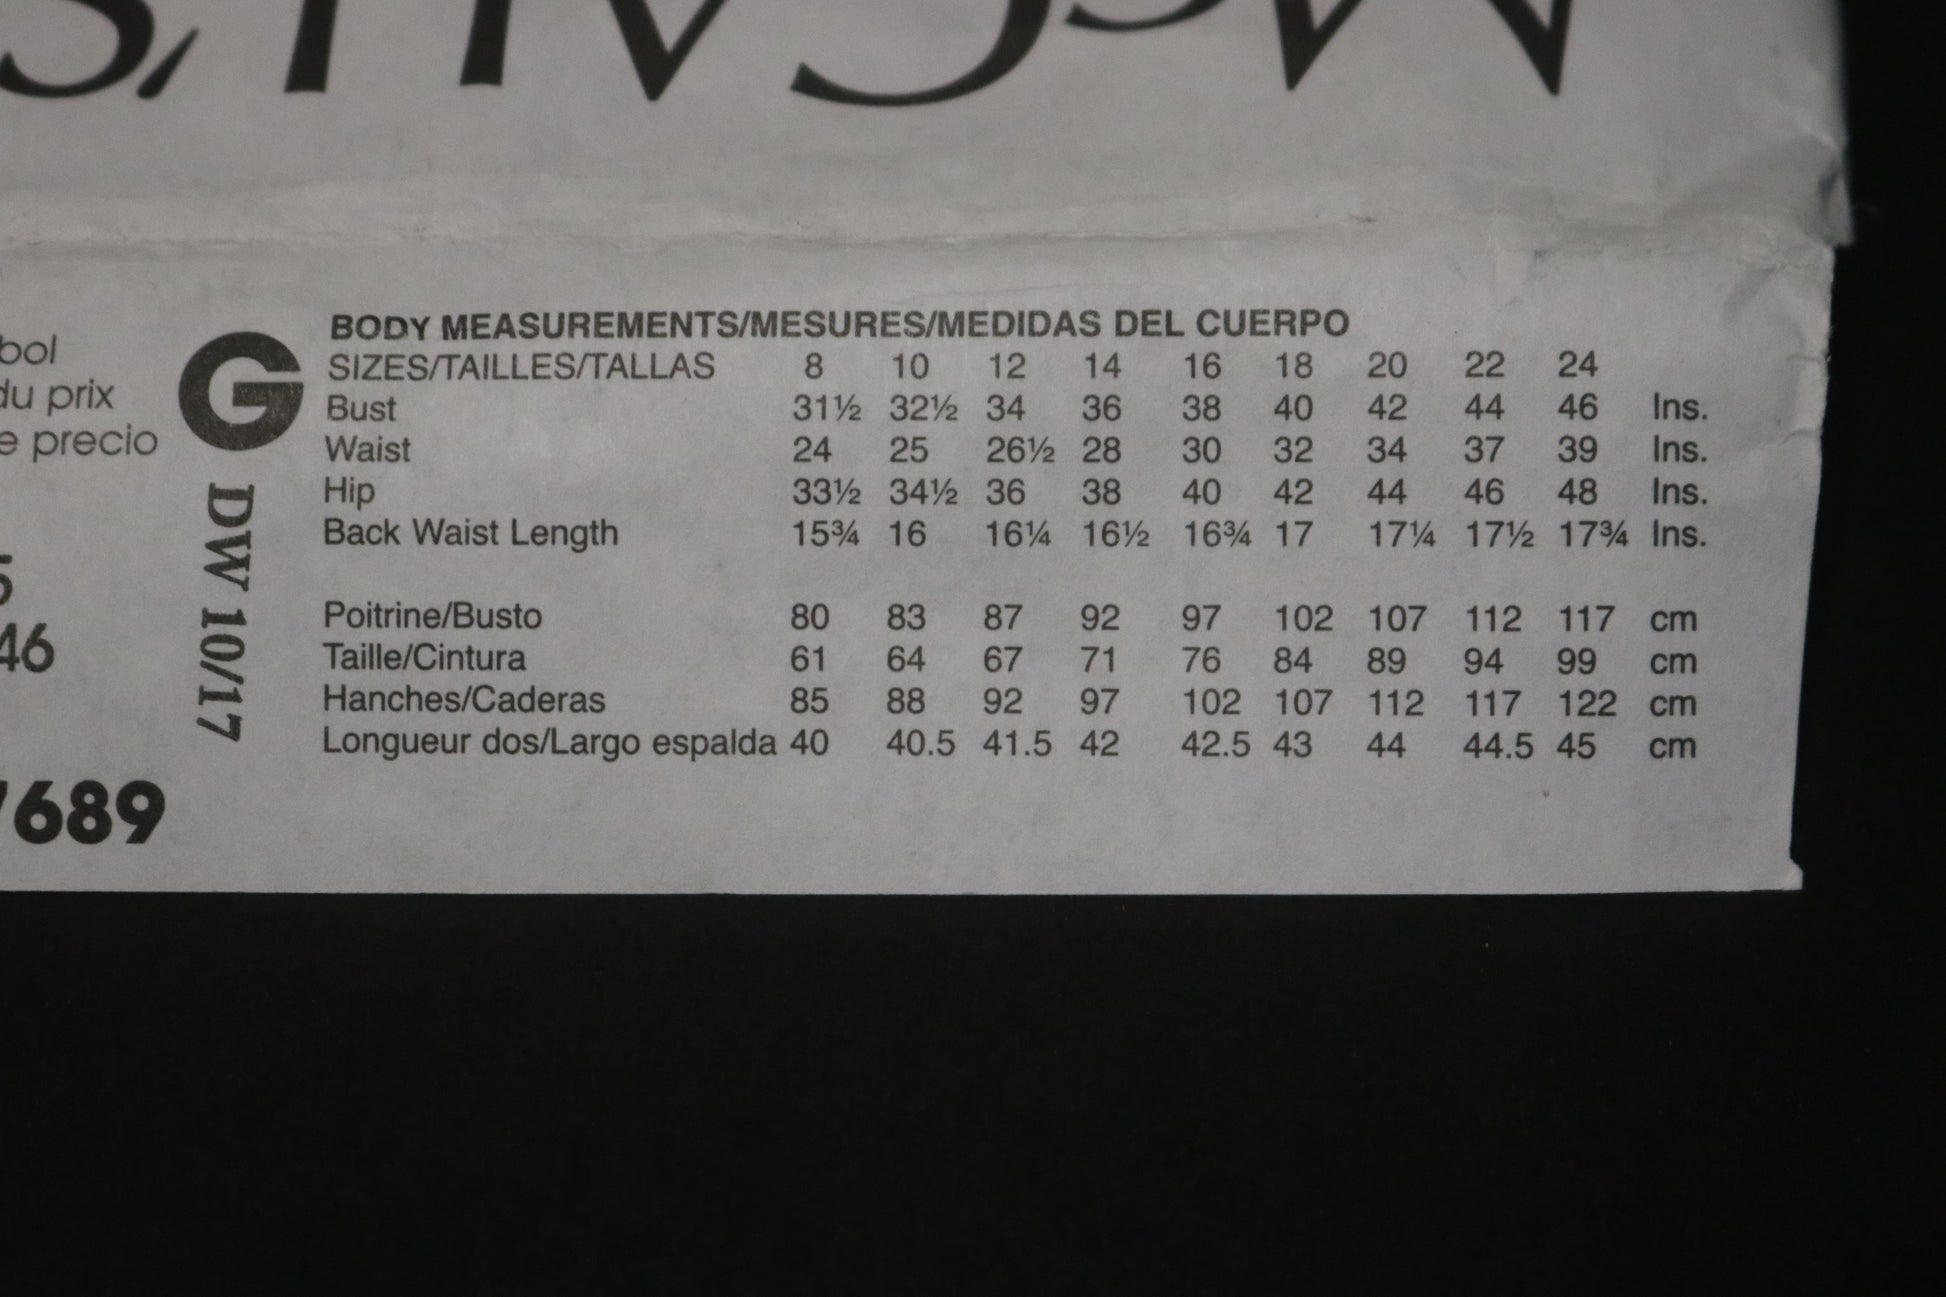 BODY MEASUREMENTS/MESURES/MEDIDAS DEL CUERPO
SIZES/TAILLES/TALLAS 8 10 12 14 16 18 20 22 24
Bust 31½ 32½ 34 36 38 40 42 44 46 Ins.
Waist 24 25 26½ 28 30 32 34 37 39 Ins.
Hip 33½ 34½ 36 38 40 42 44 46 48 Ins.
Back Waist Length 15¾ 16 16¼ 16½ 16¾ 17 17¼ 17½ 17¾ Ins.
Poitrine/Busto 80 83 87 92 97 102 107 112 117 cm
Taille/Cintura 61 64 67 71 76 84 89 94 99 cm
Hanches/Caderas 85 88 92 97 102 107 112 117 122 cm
Longueur dos/Largo espalda 40 40.5 41.5 42 42.5 43 44 44.5 45 cm
G
DW 10/17
bol
du prix
e precio
5
46
7689